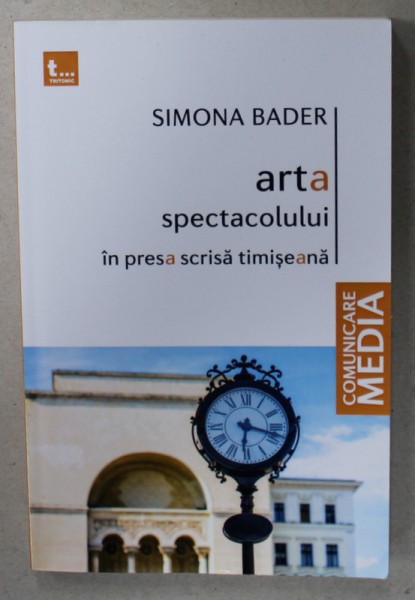 t...
TRITONIC
SIMONA BADER
arta
spectacolului
în presa scrisă timișeană
COMUNICARE
MEDIA